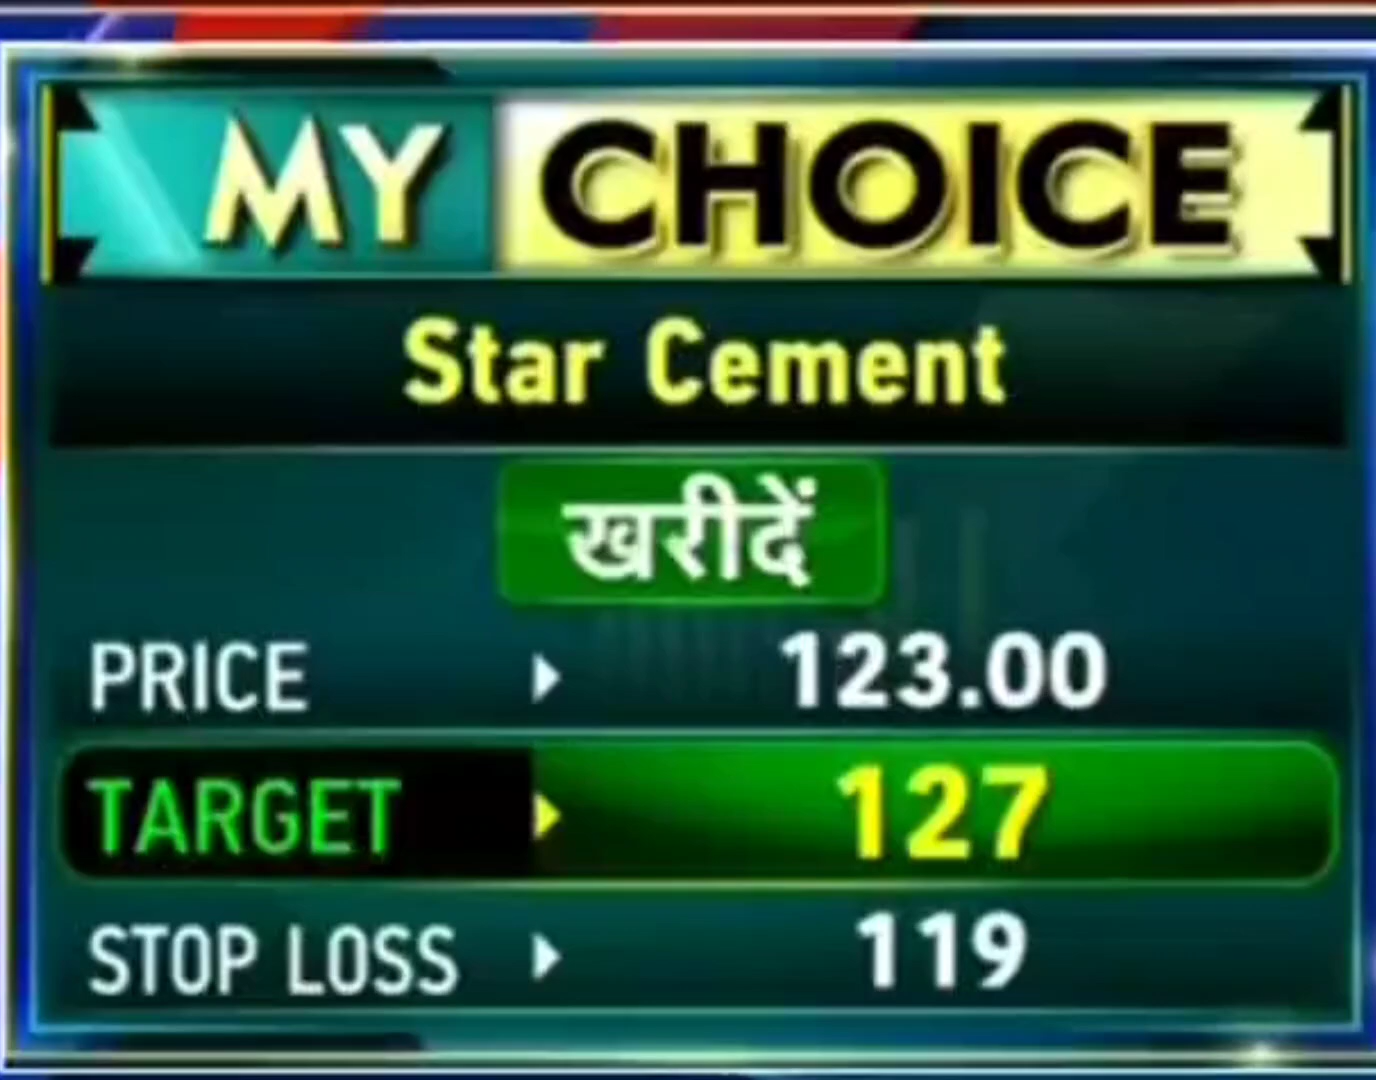 MY CHOICE
Star Cement
खरीदें
PRICE 123.00
TARGET 127
STOP LOSS 119